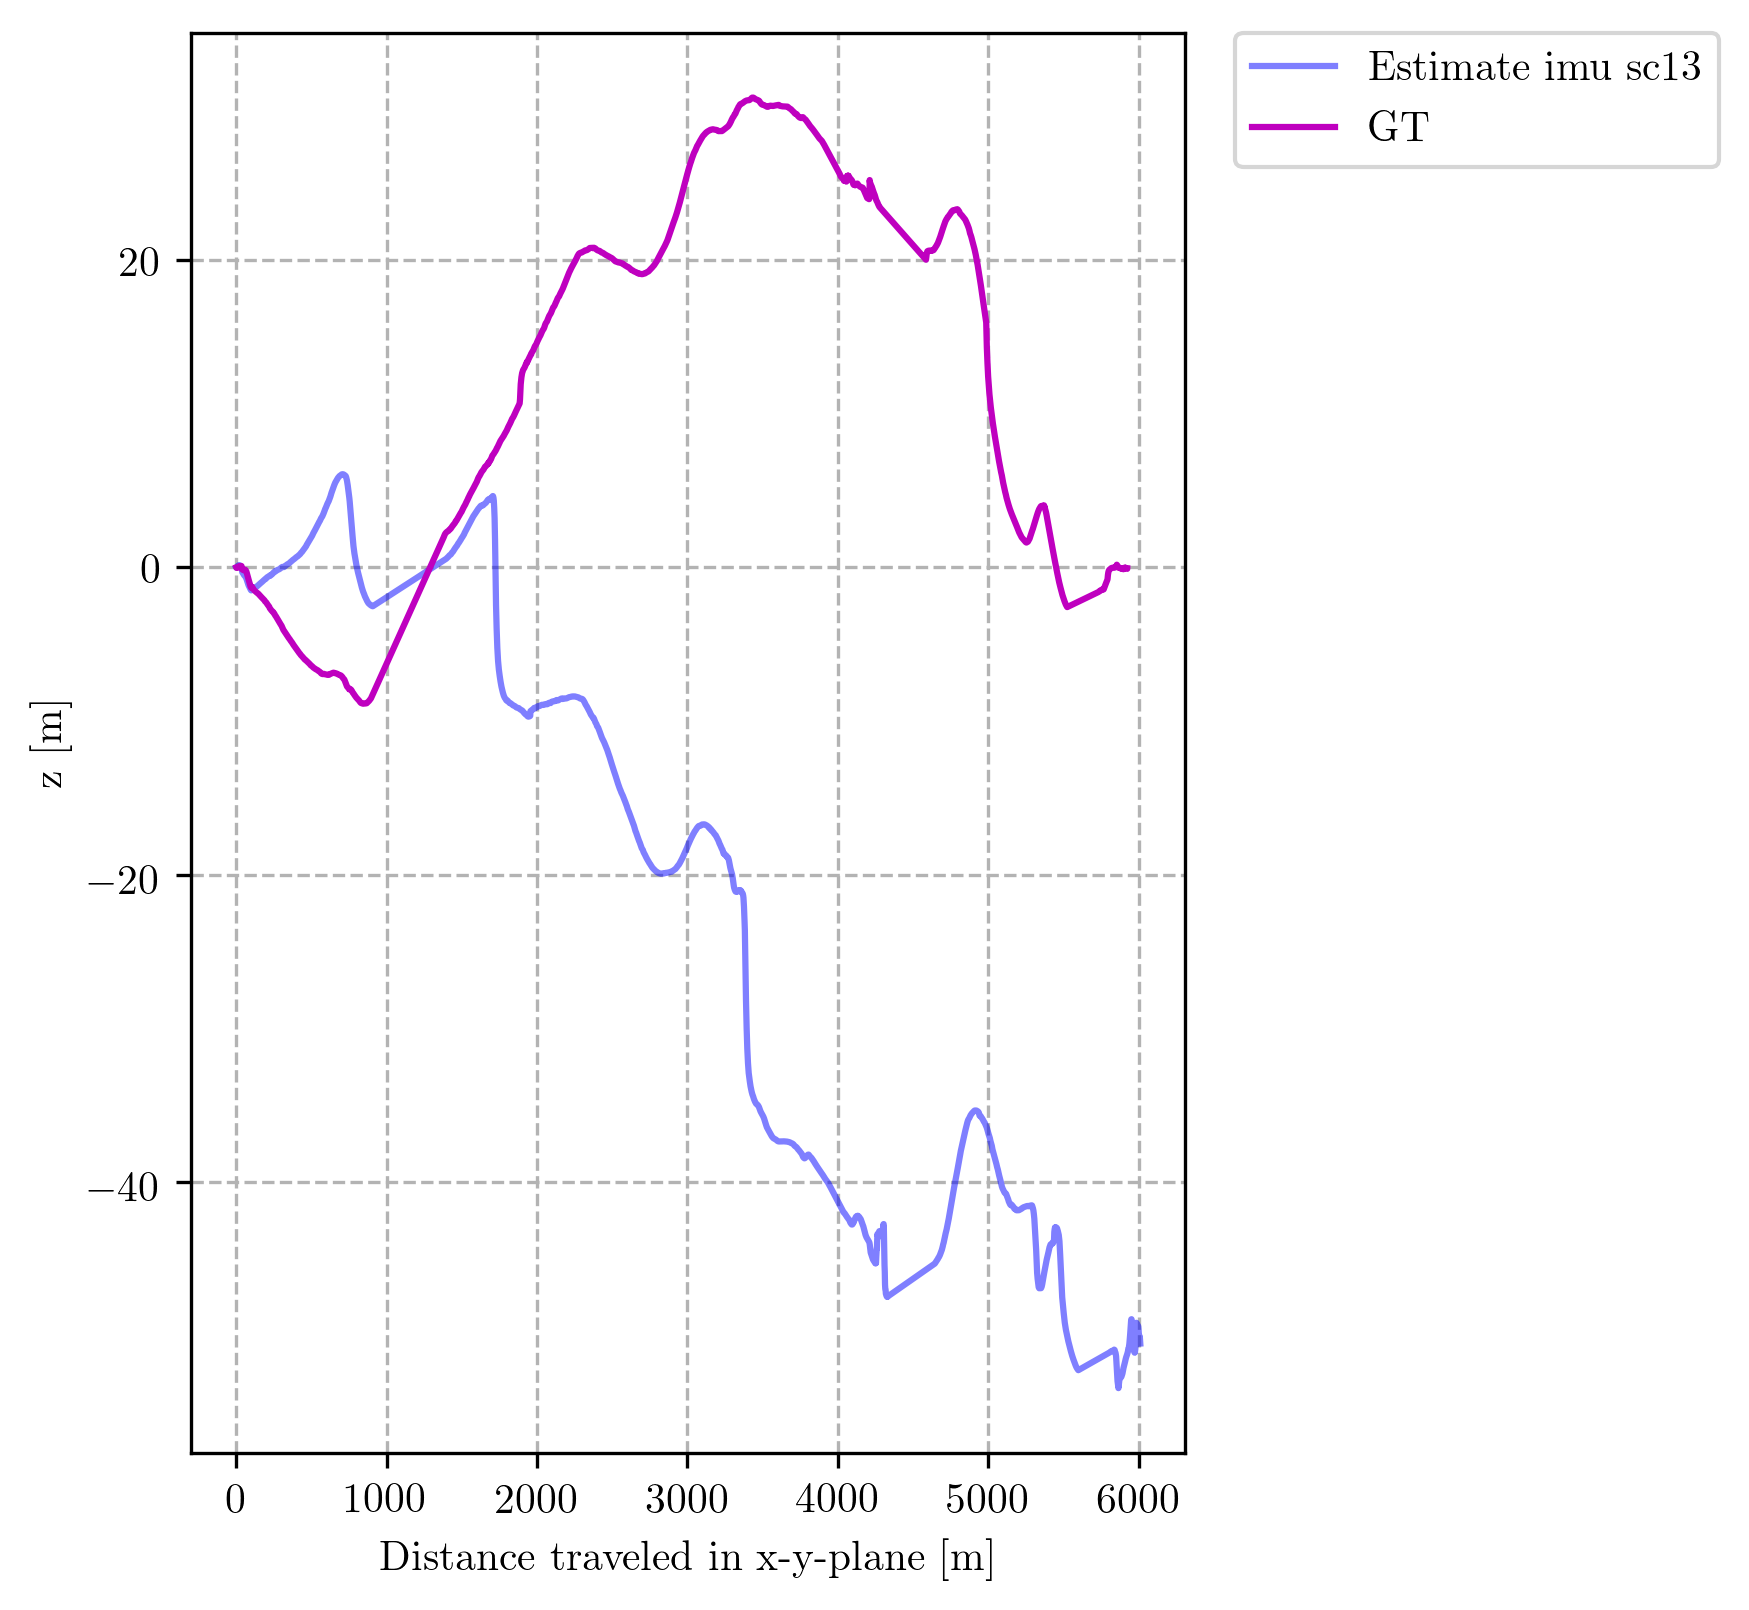 Estimate imu sc13
GT
20
0
−20
−40
z [m]
0 1000 2000 3000 4000 5000 6000
Distance traveled in x-y-plane [m]